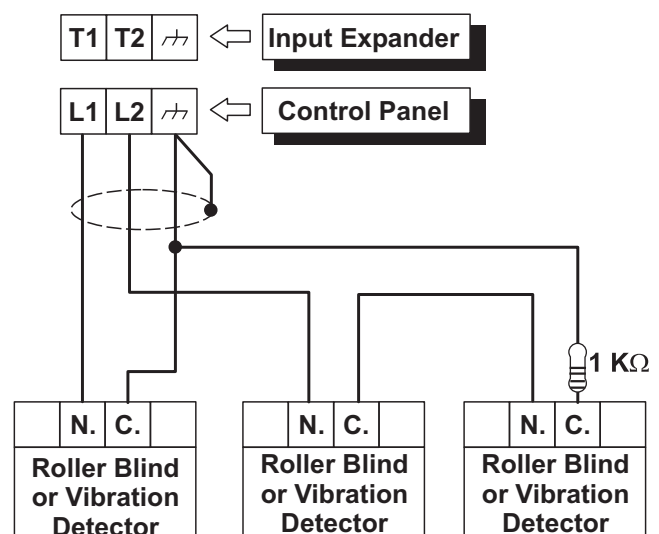 T1 T2 Input Expander
L1 L2 Control Panel
1 KΩ
N. C. N. C. N. C.
Roller Blind Roller Blind Roller Blind
or Vibration or Vibration or Vibration
Detector Detector Detector